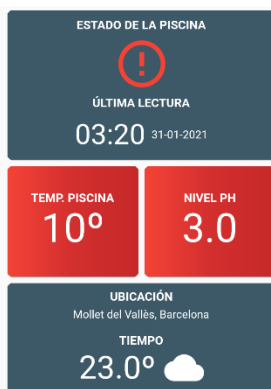 ESTADO DE LA PISCINA
ÚLTIMA LECTURA
03:20 31-01-2021
TEMP. PISCINA
10º
NIVEL PH
3.0
UBICACIÓN
Mollet del Vallès, Barcelona
TIEMPO
23.0º